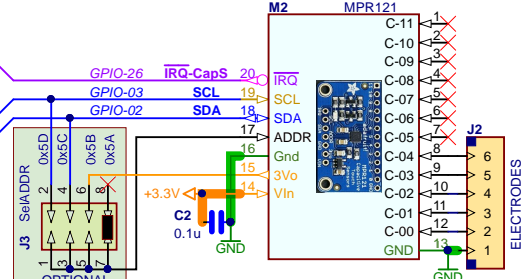 M2 MPR121
GPIO-26 IRQ-CapS 20 IRQ
GPIO-03 SCL 19 SCL
GPIO-02 SDA 18 SDA
17 ADDR
16 Gnd
15 3Vo
14 VIn
C-11 1
C-10 2
C-09 3
C-08 4
C-07 5
C-06 6
C-05 7
C-04 8
C-03 9
C-02 10
C-01 11
C-00 12
GND 13
J2
6
5
4
3
2
1
ELECTRODES
GND
+3.3V
C2
0.1u
GND
0x5D
0x5C
0x5B
0x5A
2
4
6
8
SelADDR
J3
1
3
5
7
OPTIONAL